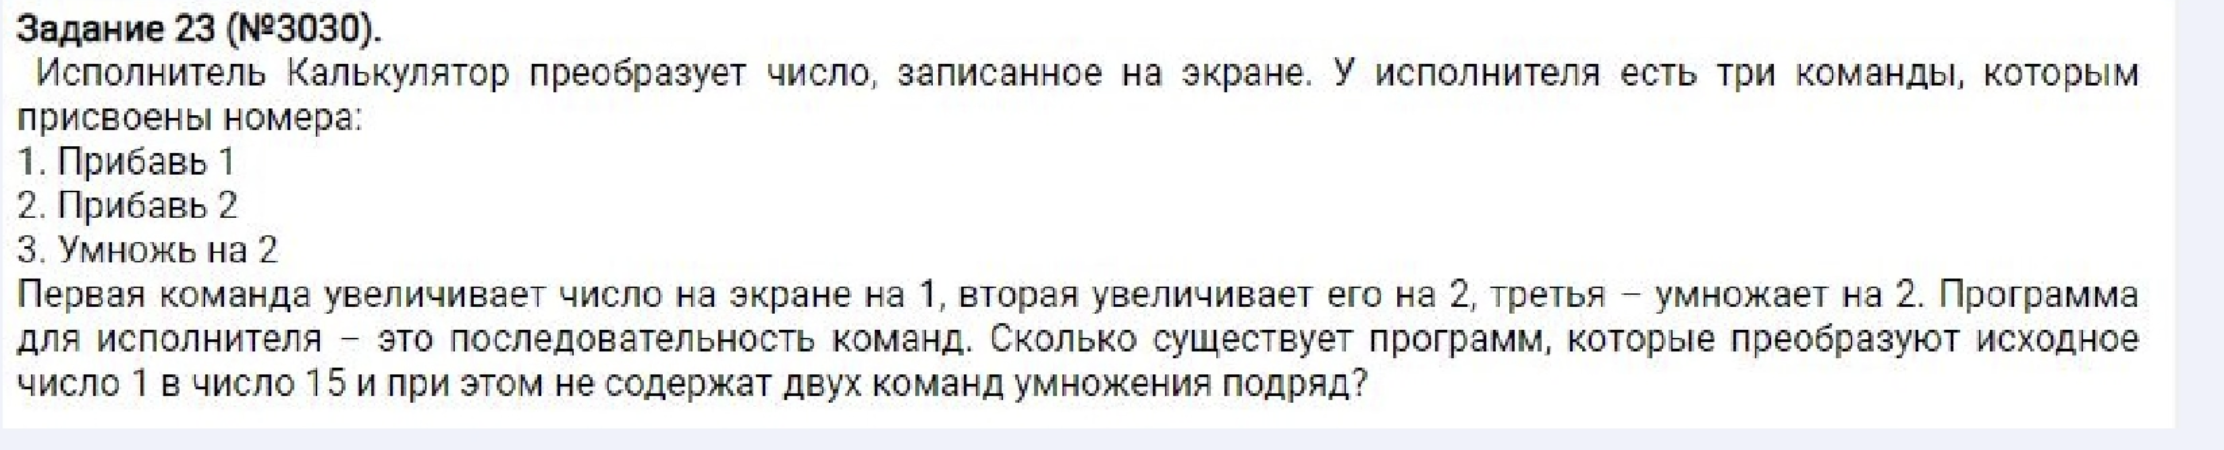 Задание 23 (№3030).
Исполнитель Калькулятор преобразует число, записанное на экране. У исполнителя есть три команды, которым
присвоены номера:
1. Прибавь 1
2. Прибавь 2
3. Умножь на 2
Первая команда увеличивает число на экране на 1, вторая увеличивает его на 2, третья – умножает на 2. Программа
для исполнителя – это последовательность команд. Сколько существует программ, которые преобразуют исходное
число 1 в число 15 и при этом не содержат двух команд умножения подряд?